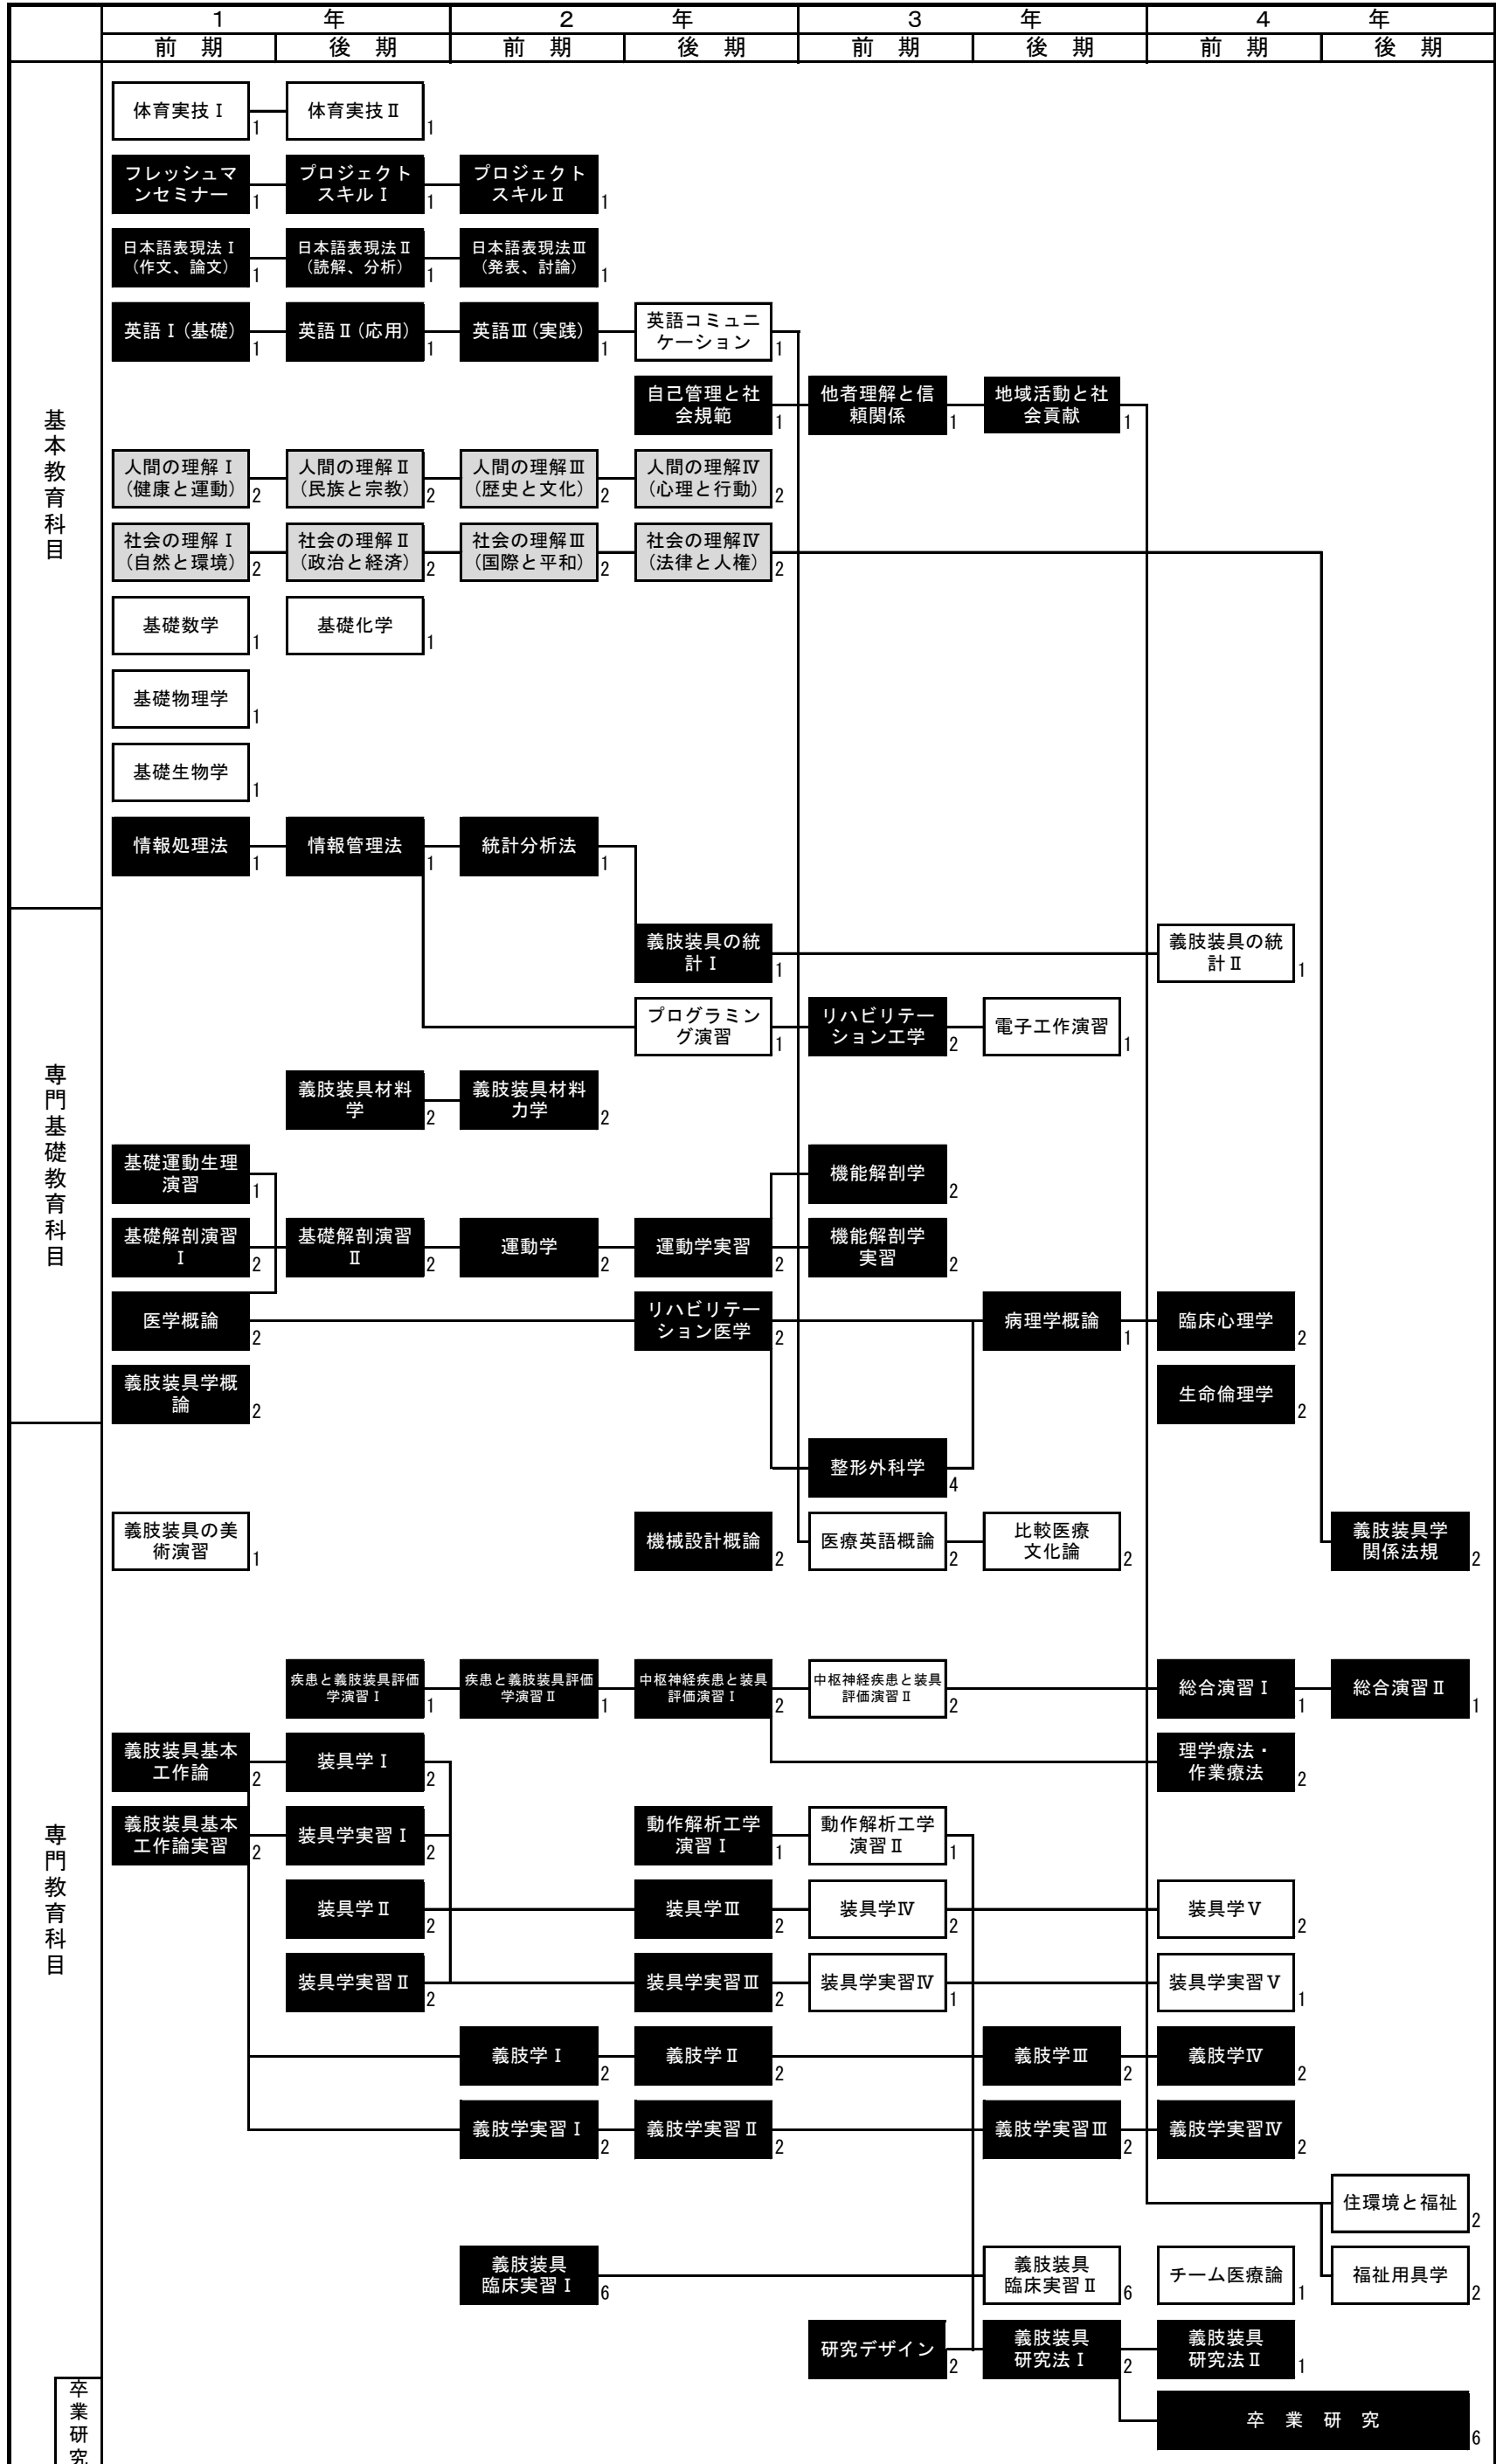 1 年 2 年 3 年 4 年
前 期 後 期 前 期 後 期 前 期 後 期 前 期 後 期
基本教育科目
体育実技Ⅰ 1 体育実技Ⅱ 1
フレッシュマ
ンセミナー 1
プロジェクト
スキルⅠ 1
プロジェクト
スキルⅡ 1
日本語表現法Ⅰ
(作文、論文) 1
日本語表現法Ⅱ
(読解、分析) 1
日本語表現法Ⅲ
(発表、討論) 1
英語Ⅰ(基礎) 1 英語Ⅱ(応用) 1 英語Ⅲ(実践) 1
英語コミュニ
ケーション 1
自己管理と社
会規範 1
他者理解と信
頼関係 1
地域活動と社
会貢献 1
人間の理解Ⅰ
(健康と運動) 2
人間の理解Ⅱ
(民族と宗教) 2
人間の理解Ⅲ
(歴史と文化) 2
人間の理解Ⅳ
(心理と行動) 2
社会の理解Ⅰ
(自然と環境) 2
社会の理解Ⅱ
(政治と経済) 2
社会の理解Ⅲ
(国際と平和) 2
社会の理解Ⅳ
(法律と人権) 2
基礎数学 1 基礎化学 1
基礎物理学 1
基礎生物学 1
情報処理法 1 情報管理法 1 統計分析法 1
専門基礎教育科目
義肢装具の統
計Ⅰ 1
義肢装具の統
計Ⅱ 1
プログラミン
グ演習 1
リハビリテー
ション工学 2
電子工作演習 1
義肢装具材料
学 2
義肢装具材料
力学 2
基礎運動生理
演習 1
機能解剖学 2
基礎解剖演習
Ⅰ 2
基礎解剖演習
Ⅱ 2
運動学 2 運動学実習 2
機能解剖学
実習 2
医学概論 2
リハビリテー
ション医学 2
病理学概論 1 臨床心理学 2
義肢装具学概
論 2
生命倫理学 2
専門教育科目
整形外科学 4
義肢装具の美
術演習 1
機械設計概論 2 医療英語概論 2
比較医療
文化論 2
義肢装具学
関係法規 2
疾患と義肢装具評価
学演習Ⅰ 1
疾患と義肢装具評価
学演習Ⅱ 1
中枢神経疾患と装具
評価演習Ⅰ 2
中枢神経疾患と装具
評価演習Ⅱ 2
総合演習Ⅰ 1 総合演習Ⅱ 1
義肢装具基本
工作論 2
装具学Ⅰ 2
理学療法・
作業療法 2
義肢装具基本
工作論実習 2
装具学実習Ⅰ 2
動作解析工学
演習Ⅰ 1
動作解析工学
演習Ⅱ 1
装具学Ⅱ 2 装具学Ⅲ 2 装具学Ⅳ 2 装具学Ⅴ 2
装具学実習Ⅱ 2 装具学実習Ⅲ 2 装具学実習Ⅳ 1 装具学実習Ⅴ 1
義肢学Ⅰ 2 義肢学Ⅱ 2 義肢学Ⅲ 2 義肢学Ⅳ 2
義肢学実習Ⅰ 2 義肢学実習Ⅱ 2 義肢学実習Ⅲ 2 義肢学実習Ⅳ 2
住環境と福祉 2
義肢装具
臨床実習Ⅰ 6
義肢装具
臨床実習Ⅱ 6
チーム医療論 1 福祉用具学 2
研究デザイン 2
義肢装具
研究法Ⅰ 2
義肢装具
研究法Ⅱ 1
卒業研究
卒 業 研 究 6